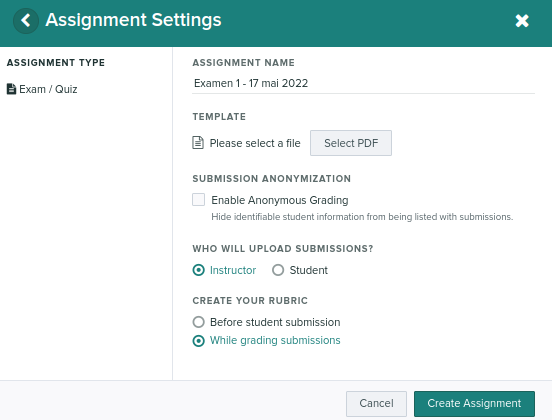 Assignment Settings
ASSIGNMENT TYPE
Exam / Quiz
ASSIGNMENT NAME
Examen 1 - 17 mai 2022
TEMPLATE
Please select a file
Select PDF
SUBMISSION ANONYMIZATION
Enable Anonymous Grading
Hide identifiable student information from being listed with submissions.
WHO WILL UPLOAD SUBMISSIONS?
Instructor Student
CREATE YOUR RUBRIC
Before student submission
While grading submissions
Cancel Create Assignment